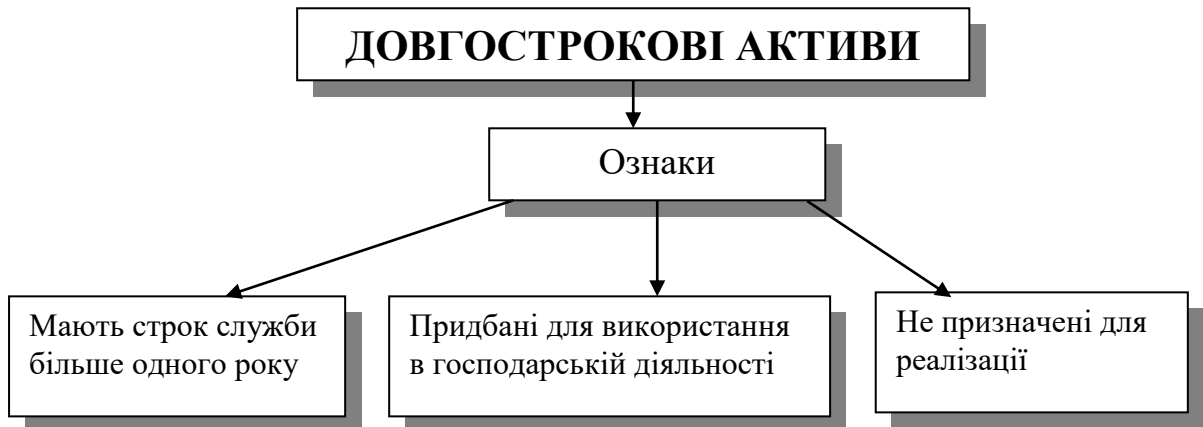 ДОВГОСТРОКОВІ АКТИВИ
Ознаки
Мають строк служби
більше одного року
Придбані для використання
в господарській діяльності
Не призначені для
реалізації